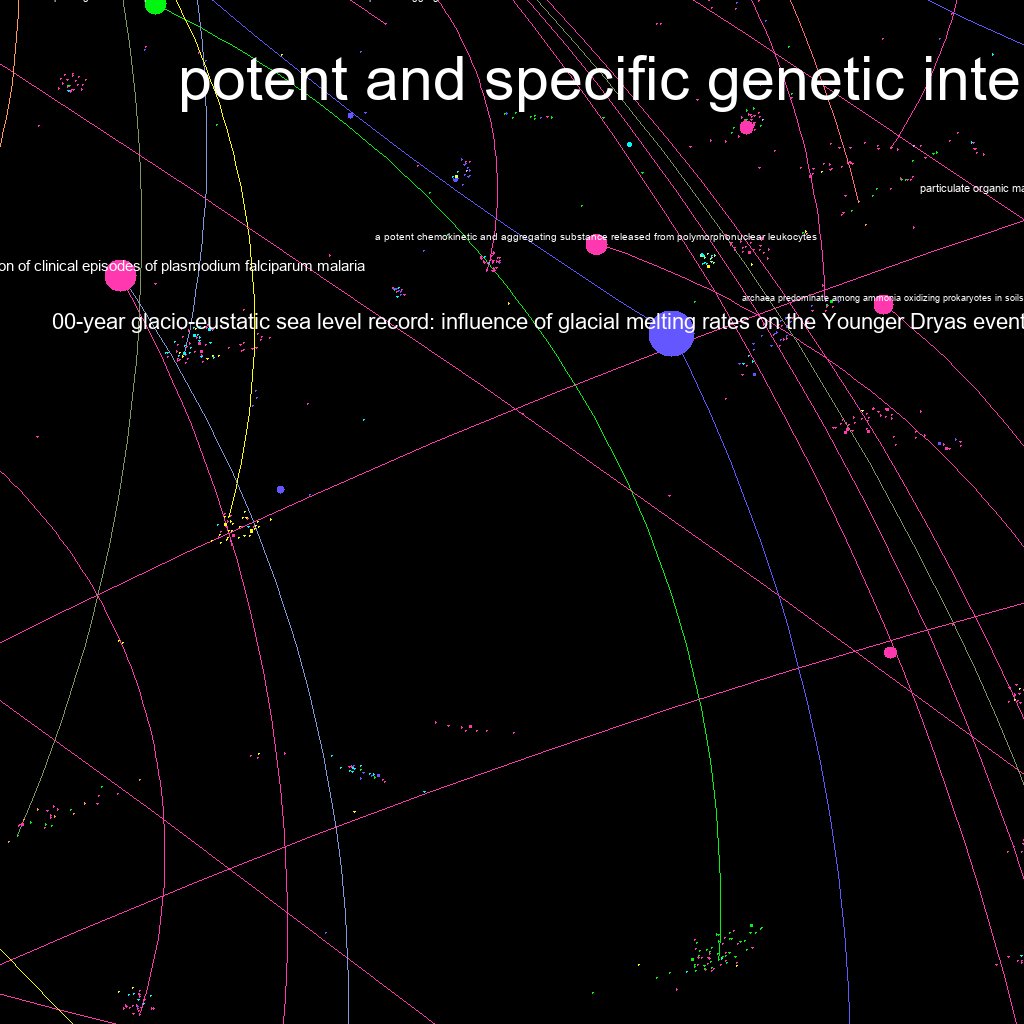 potent and specific genetic inte
particulate organic ma
a potent chemokinetic and aggregating substance released from polymorphonuclear leukocytes
on of clinical episodes of plasmodium falciparum malaria
archaea predominate among ammonia oxidizing prokaryotes in soils
00-year glacio-eustatic sea level record: influence of glacial melting rates on the Younger Dryas event